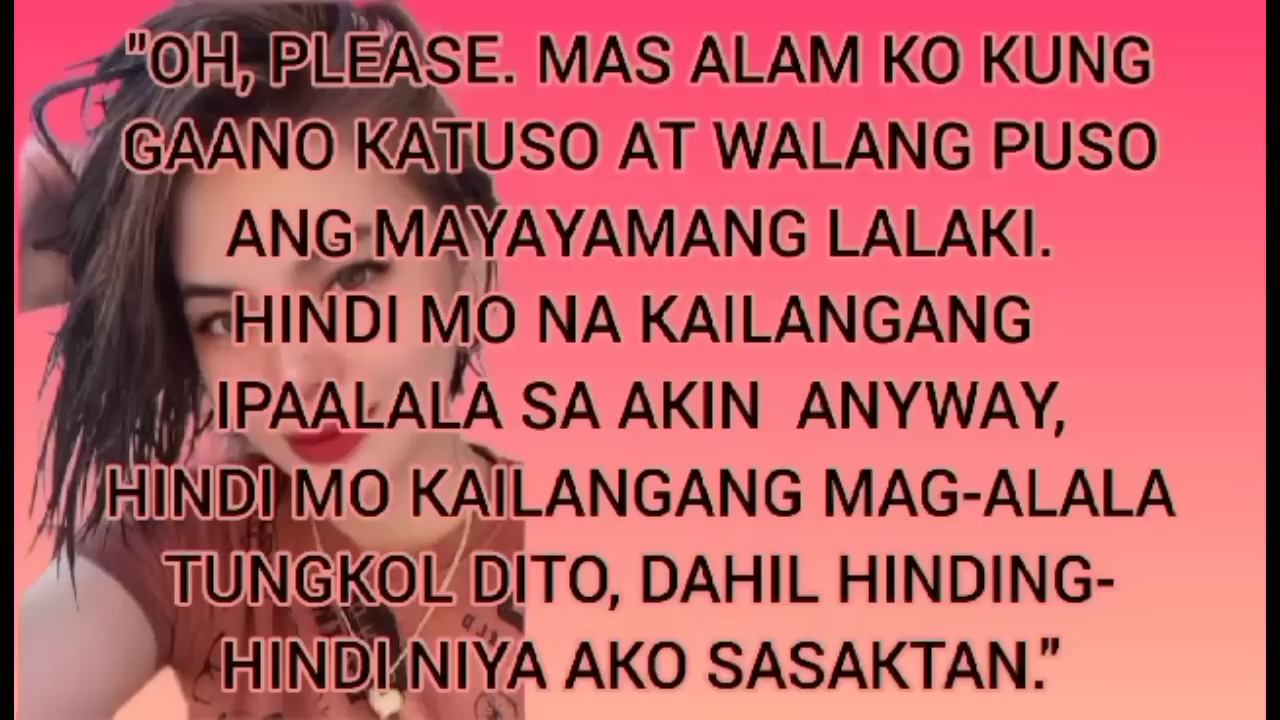 "OH, PLEASE. MAS ALAM KO KUNG
GAANO KATUSO AT WALANG PUSO
ANG MAYAYAMANG LALAKI.
HINDI MO NA KAILANGANG
IPAALALA SA AKIN  ANYWAY,
HINDI MO KAILANGANG MAG-ALALA
TUNGKOL DITO, DAHIL HINDING-
HINDI NIYA AKO SASAKTAN.”